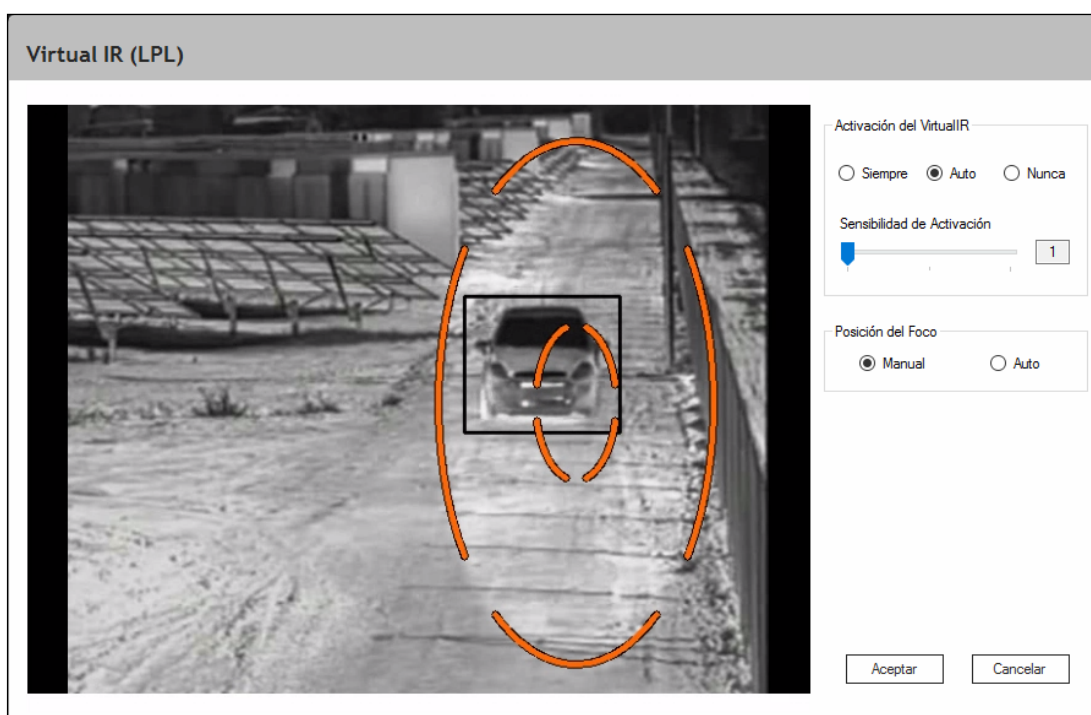 Virtual IR (LPL)
Activación del VirtualIR
Siempre Auto Nunca
Sensibilidad de Activación
1
Posición del Foco
Manual Auto
Aceptar Cancelar